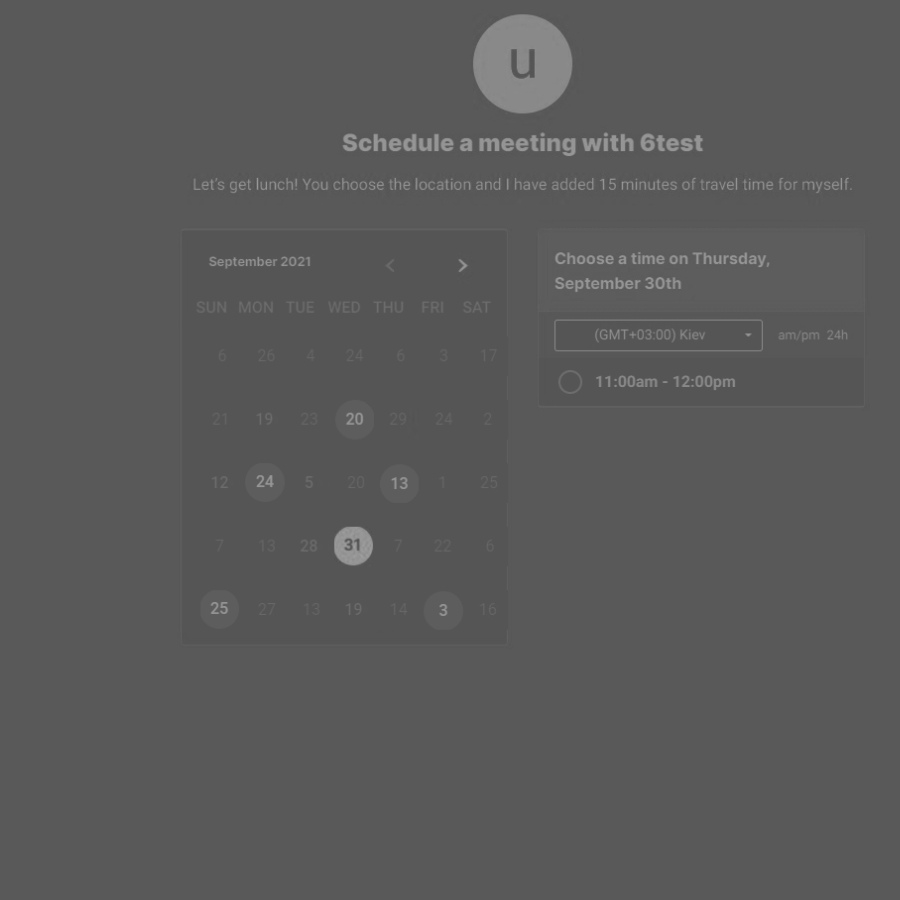 u
Schedule a meeting with 6test
Let's get lunch! You choose the location and I have added 15 minutes of travel time for myself.
September 2021
SUN MON TUE WED THU FRI SAT
6 26 4 24 6 3 17
21 19 23 20 29 24 2
12 24 5 20 13 1 25
7 13 28 31 7 22 6
25 27 13 19 14 3 16
Choose a time on Thursday,
September 30th
(GMT+03:00) Kiev am/pm 24h
11:00am - 12:00pm